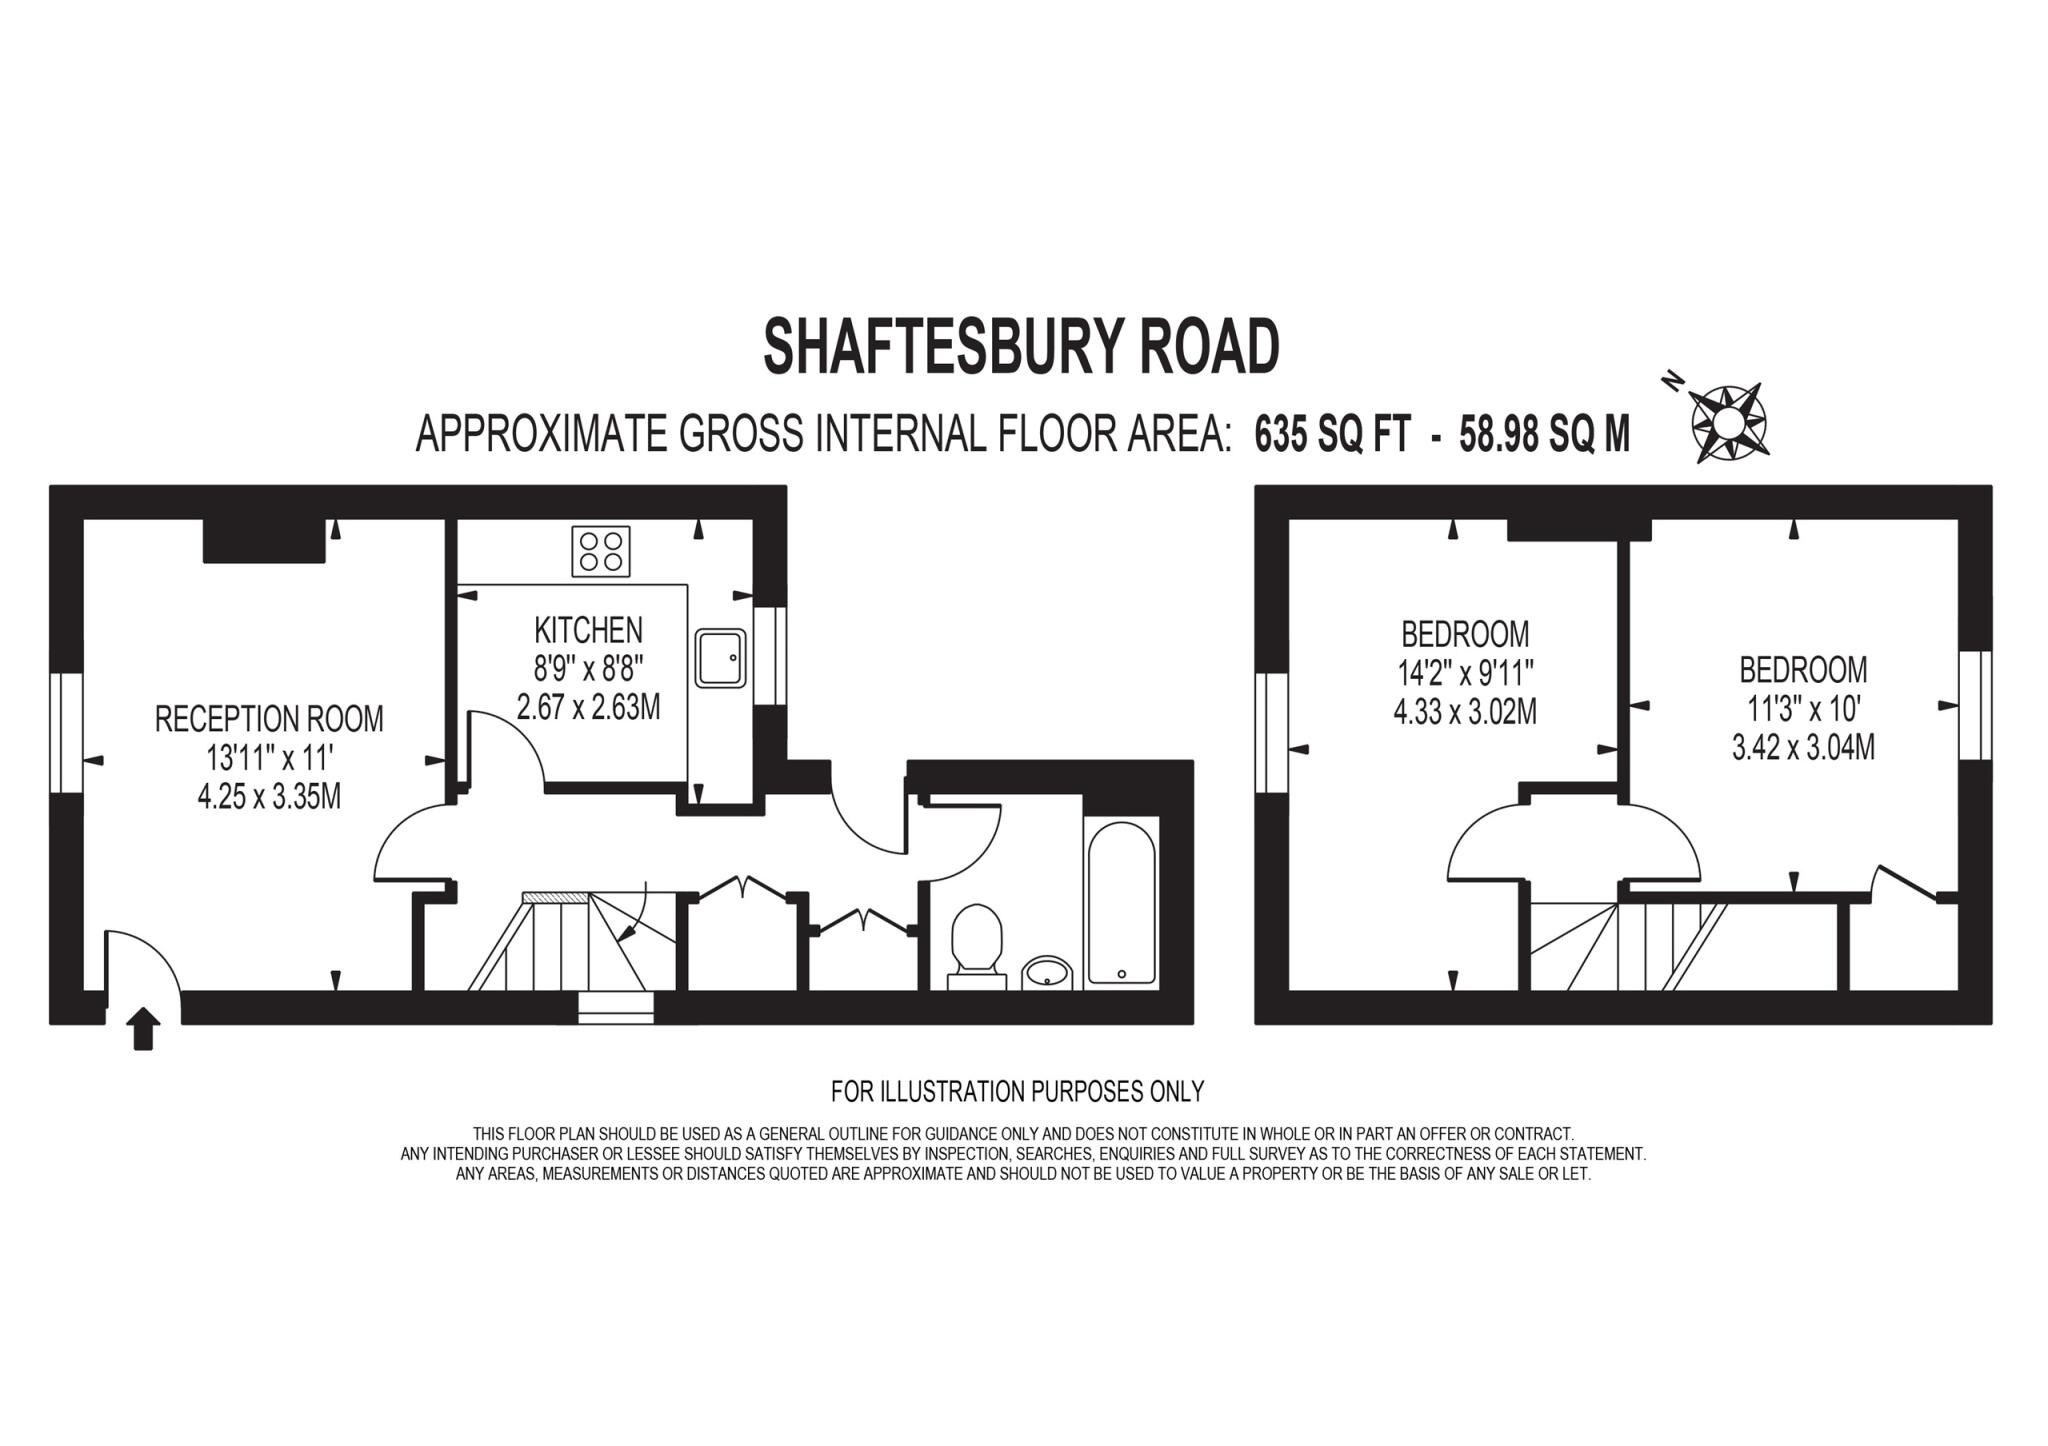 SHAFTESBURY ROAD
N
APPROXIMATE GROSS INTERNAL FLOOR AREA: 635 SQ FT - 58.98 SQ M
KITCHEN
8'9" x 8'8"
2.67 x 2.63M
RECEPTION ROOM
13'11" x 11'
4.25 x 3.35M
BEDROOM
14'2" x 9'11"
4.33 x 3.02M
BEDROOM
11'3" x 10'
3.42 x 3.04M
FOR ILLUSTRATION PURPOSES ONLY
THIS FLOOR PLAN SHOULD BE USED AS A GENERAL OUTLINE FOR GUIDANCE ONLY AND DOES NOT CONSTITUTE IN WHOLE OR IN PART AN OFFER OR CONTRACT.
ANY INTENDING PURCHASER OR LESSEE SHOULD SATISFY THEMSELVES BY INSPECTION, SEARCHES, ENQUIRIES AND FULL SURVEY AS TO THE CORRECTNESS OF EACH STATEMENT.
ANY AREAS, MEASUREMENTS OR DISTANCES QUOTED ARE APPROXIMATE AND SHOULD NOT BE USED TO VALUE A PROPERTY OR BE THE BASIS OF ANY SALE OR LET.